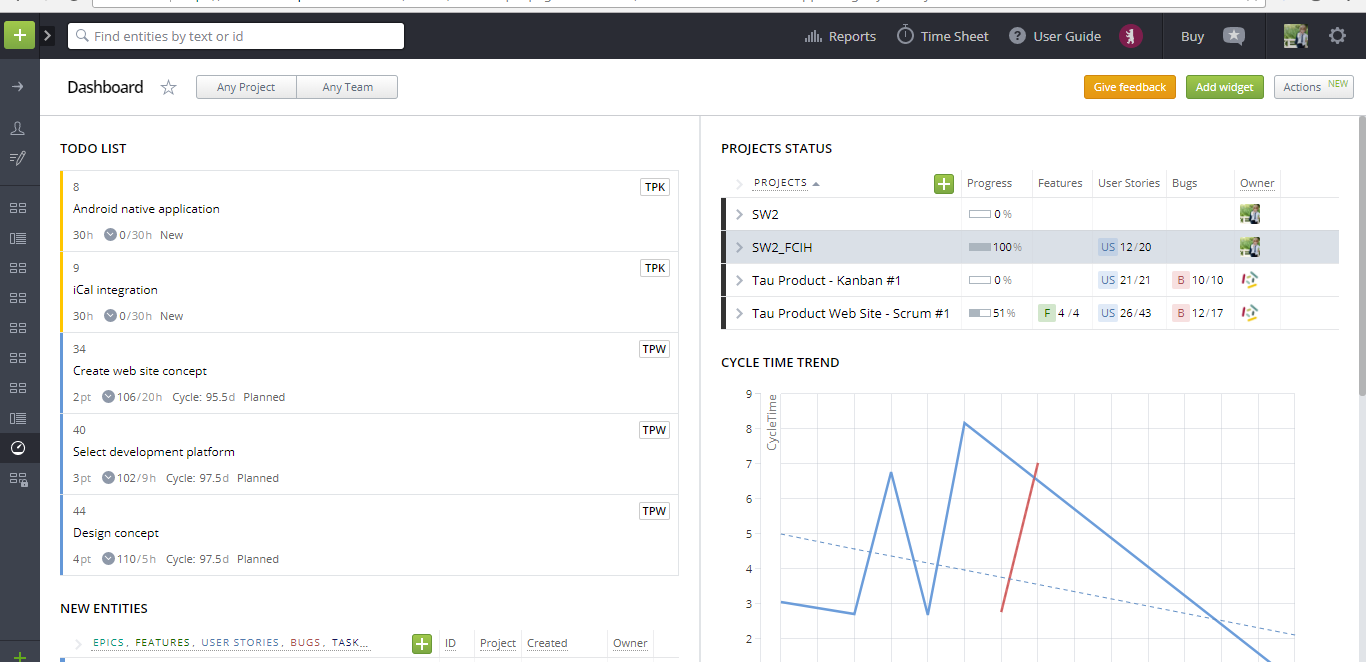 Find entities by text or id
Reports
Time Sheet
User Guide
Buy
Dashboard
Any Project
Any Team
Give feedback
Add widget
Actions NEW
TODO LIST
8
TPK
Android native application
30h 0/30h New
9
TPK
iCal integration
30h 0/30h New
34
TPW
Create web site concept
2pt 106/20h Cycle: 95.5d Planned
40
TPW
Select development platform
3pt 102/9h Cycle: 97.5d Planned
44
TPW
Design concept
4pt 110/5h Cycle: 97.5d Planned
NEW ENTITIES
EPICS, FEATURES, USER STORIES, BUGS, TASK... ID Project Created Owner
PROJECTS STATUS
PROJECTS Progress Features User Stories Bugs Owner
SW2 0%
SW2_FCIH 100% US 12/20
Tau Product - Kanban #1 0% US 21/21 B 10/10
Tau Product Web Site - Scrum #1 51% F 4/4 US 26/43 B 12/17
CYCLE TIME TREND
CycleTime
9
8
7
6
5
4
3
2